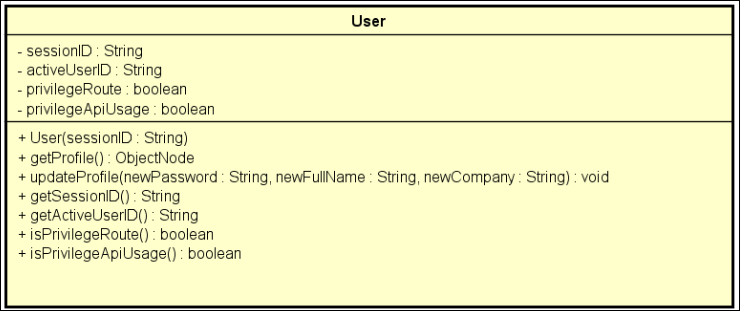 User
- sessionID : String
- activeUserID : String
- privilegeRoute : boolean
- privilegeApiUsage : boolean
+ User(sessionID : String)
+ getProfile() : ObjectNode
+ updateProfile(newPassword : String, newFullName : String, newCompany : String) : void
+ getSessionID() : String
+ getActiveUserID() : String
+ isPrivilegeRoute() : boolean
+ isPrivilegeApiUsage() : boolean